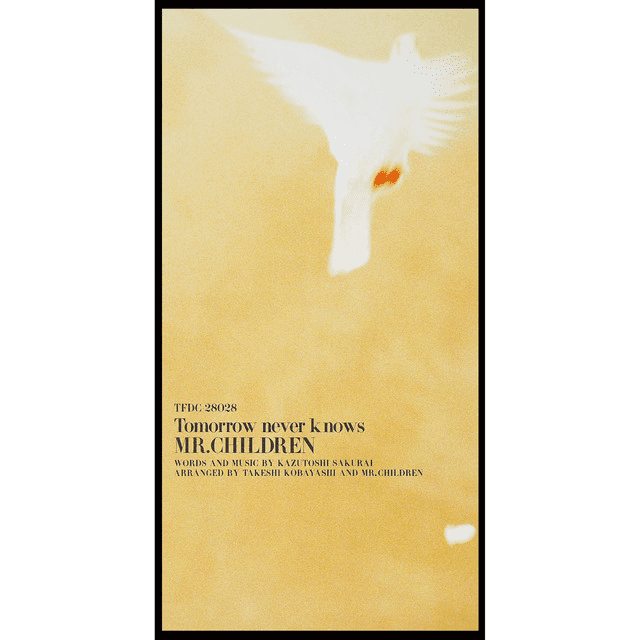 TFDC 28028
Tomorrow never knows
MR.CHILDREN
WORDS AND MUSIC BY KAZUTOSHI SAKURAI
ARRANGED BY TAKESHI KOBAYASHI AND MR.CHILDREN